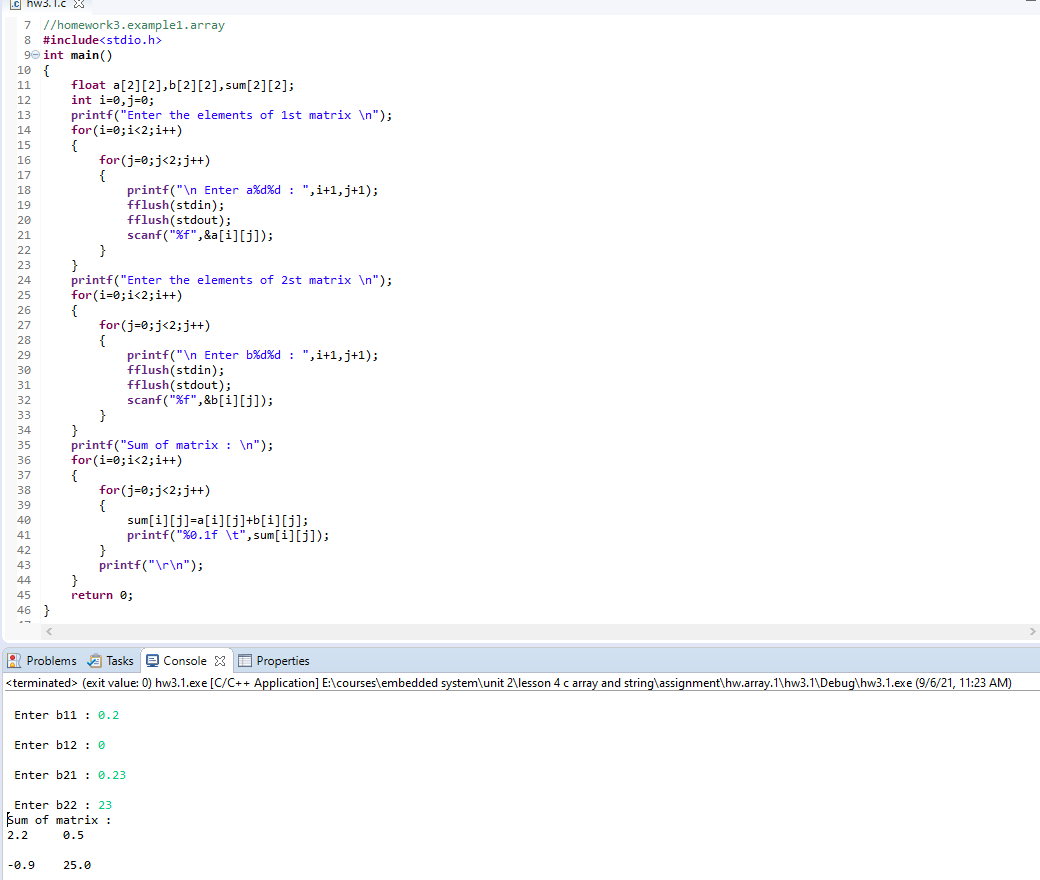 hw3.1.c
7 //homework3.example1.array
8 #include<stdio.h>
9 int main()
10 {
11     float a[2][2],b[2][2],sum[2][2];
12     int i=0,j=0;
13     printf("Enter the elements of 1st matrix \n");
14     for(i=0;i<2;i++)
15     {
16         for(j=0;j<2;j++)
17         {
18             printf("\n Enter a%d%d : ",i+1,j+1);
19             fflush(stdin);
20             fflush(stdout);
21             scanf("%f",&a[i][j]);
22         }
23     }
24     printf("Enter the elements of 2st matrix \n");
25     for(i=0;i<2;i++)
26     {
27         for(j=0;j<2;j++)
28         {
29             printf("\n Enter b%d%d : ",i+1,j+1);
30             fflush(stdin);
31             fflush(stdout);
32             scanf("%f",&b[i][j]);
33         }
34     }
35     printf("Sum of matrix : \n");
36     for(i=0;i<2;i++)
37     {
38         for(j=0;j<2;j++)
39         {
40             sum[i][j]=a[i][j]+b[i][j];
41             printf("%0.1f \t",sum[i][j]);
42         }
43         printf("\r\n");
44     }
45     return 0;
46 }
Problems Tasks Console Properties
<terminated> (exit value: 0) hw3.1.exe [C/C++ Application] E:\courses\embedded system\unit 2\lesson 4 c array and string\assignment\hw.array.1\hw3.1\Debug\hw3.1.exe (9/6/21, 11:23 AM)
Enter b11 : 0.2
Enter b12 : 0
Enter b21 : 0.23
Enter b22 : 23
Sum of matrix :
2.2 0.5
-0.9 25.0